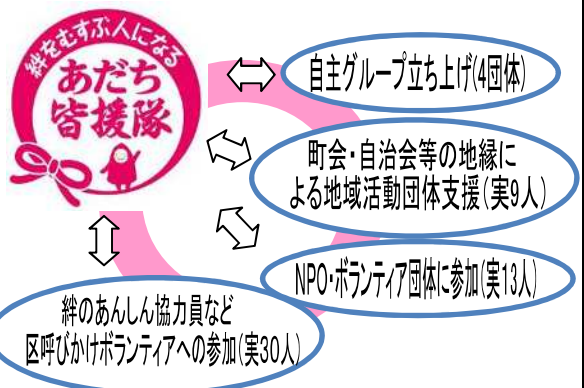 絆をむすぶ人になる
あだち
皆援隊
自主グループ立ち上げ(4団体)
町会・自治会等の地縁に
よる地域活動団体支援(実9人)
NPO・ボランティア団体に参加(実13人)
絆のあんしん協力員など
区呼びかけボランティアへの参加(実30人)